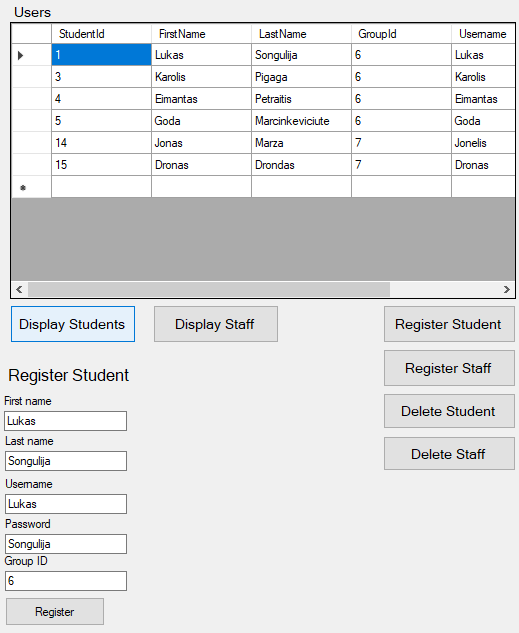 Users
StudentId FirstName LastName GroupId Username
1 Lukas Songulija 6 Lukas
3 Karolis Pigaga 6 Karolis
4 Eimantas Petraitis 6 Eimantas
5 Goda Marcinkeviciute 6 Goda
14 Jonas Marza 7 Jonelis
15 Dronas Drondas 7 Dronas
Display Students Display Staff Register Student
Register Staff
Delete Student
Delete Staff
Register Student
First name
Lukas
Last name
Songulija
Username
Lukas
Password
Songulija
Group ID
6
Register